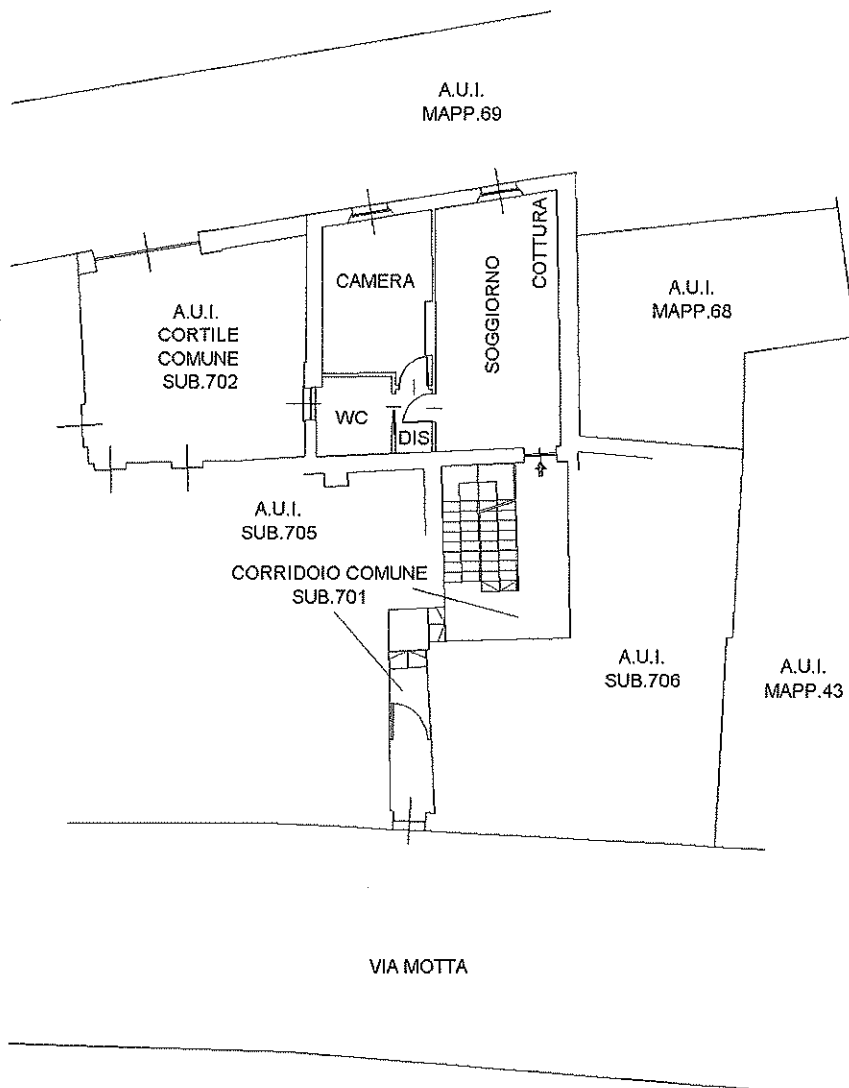 A.U.I.
MAPP.69
COTTURA
CAMERA
SOGGIORNO
A.U.I.
MAPP.68
A.U.I.
CORTILE
COMUNE
SUB.702
WC
DIS
A.U.I.
SUB.705
CORRIDOIO COMUNE
SUB.701
A.U.I.
SUB.706
A.U.I.
MAPP.43
VIA MOTTA